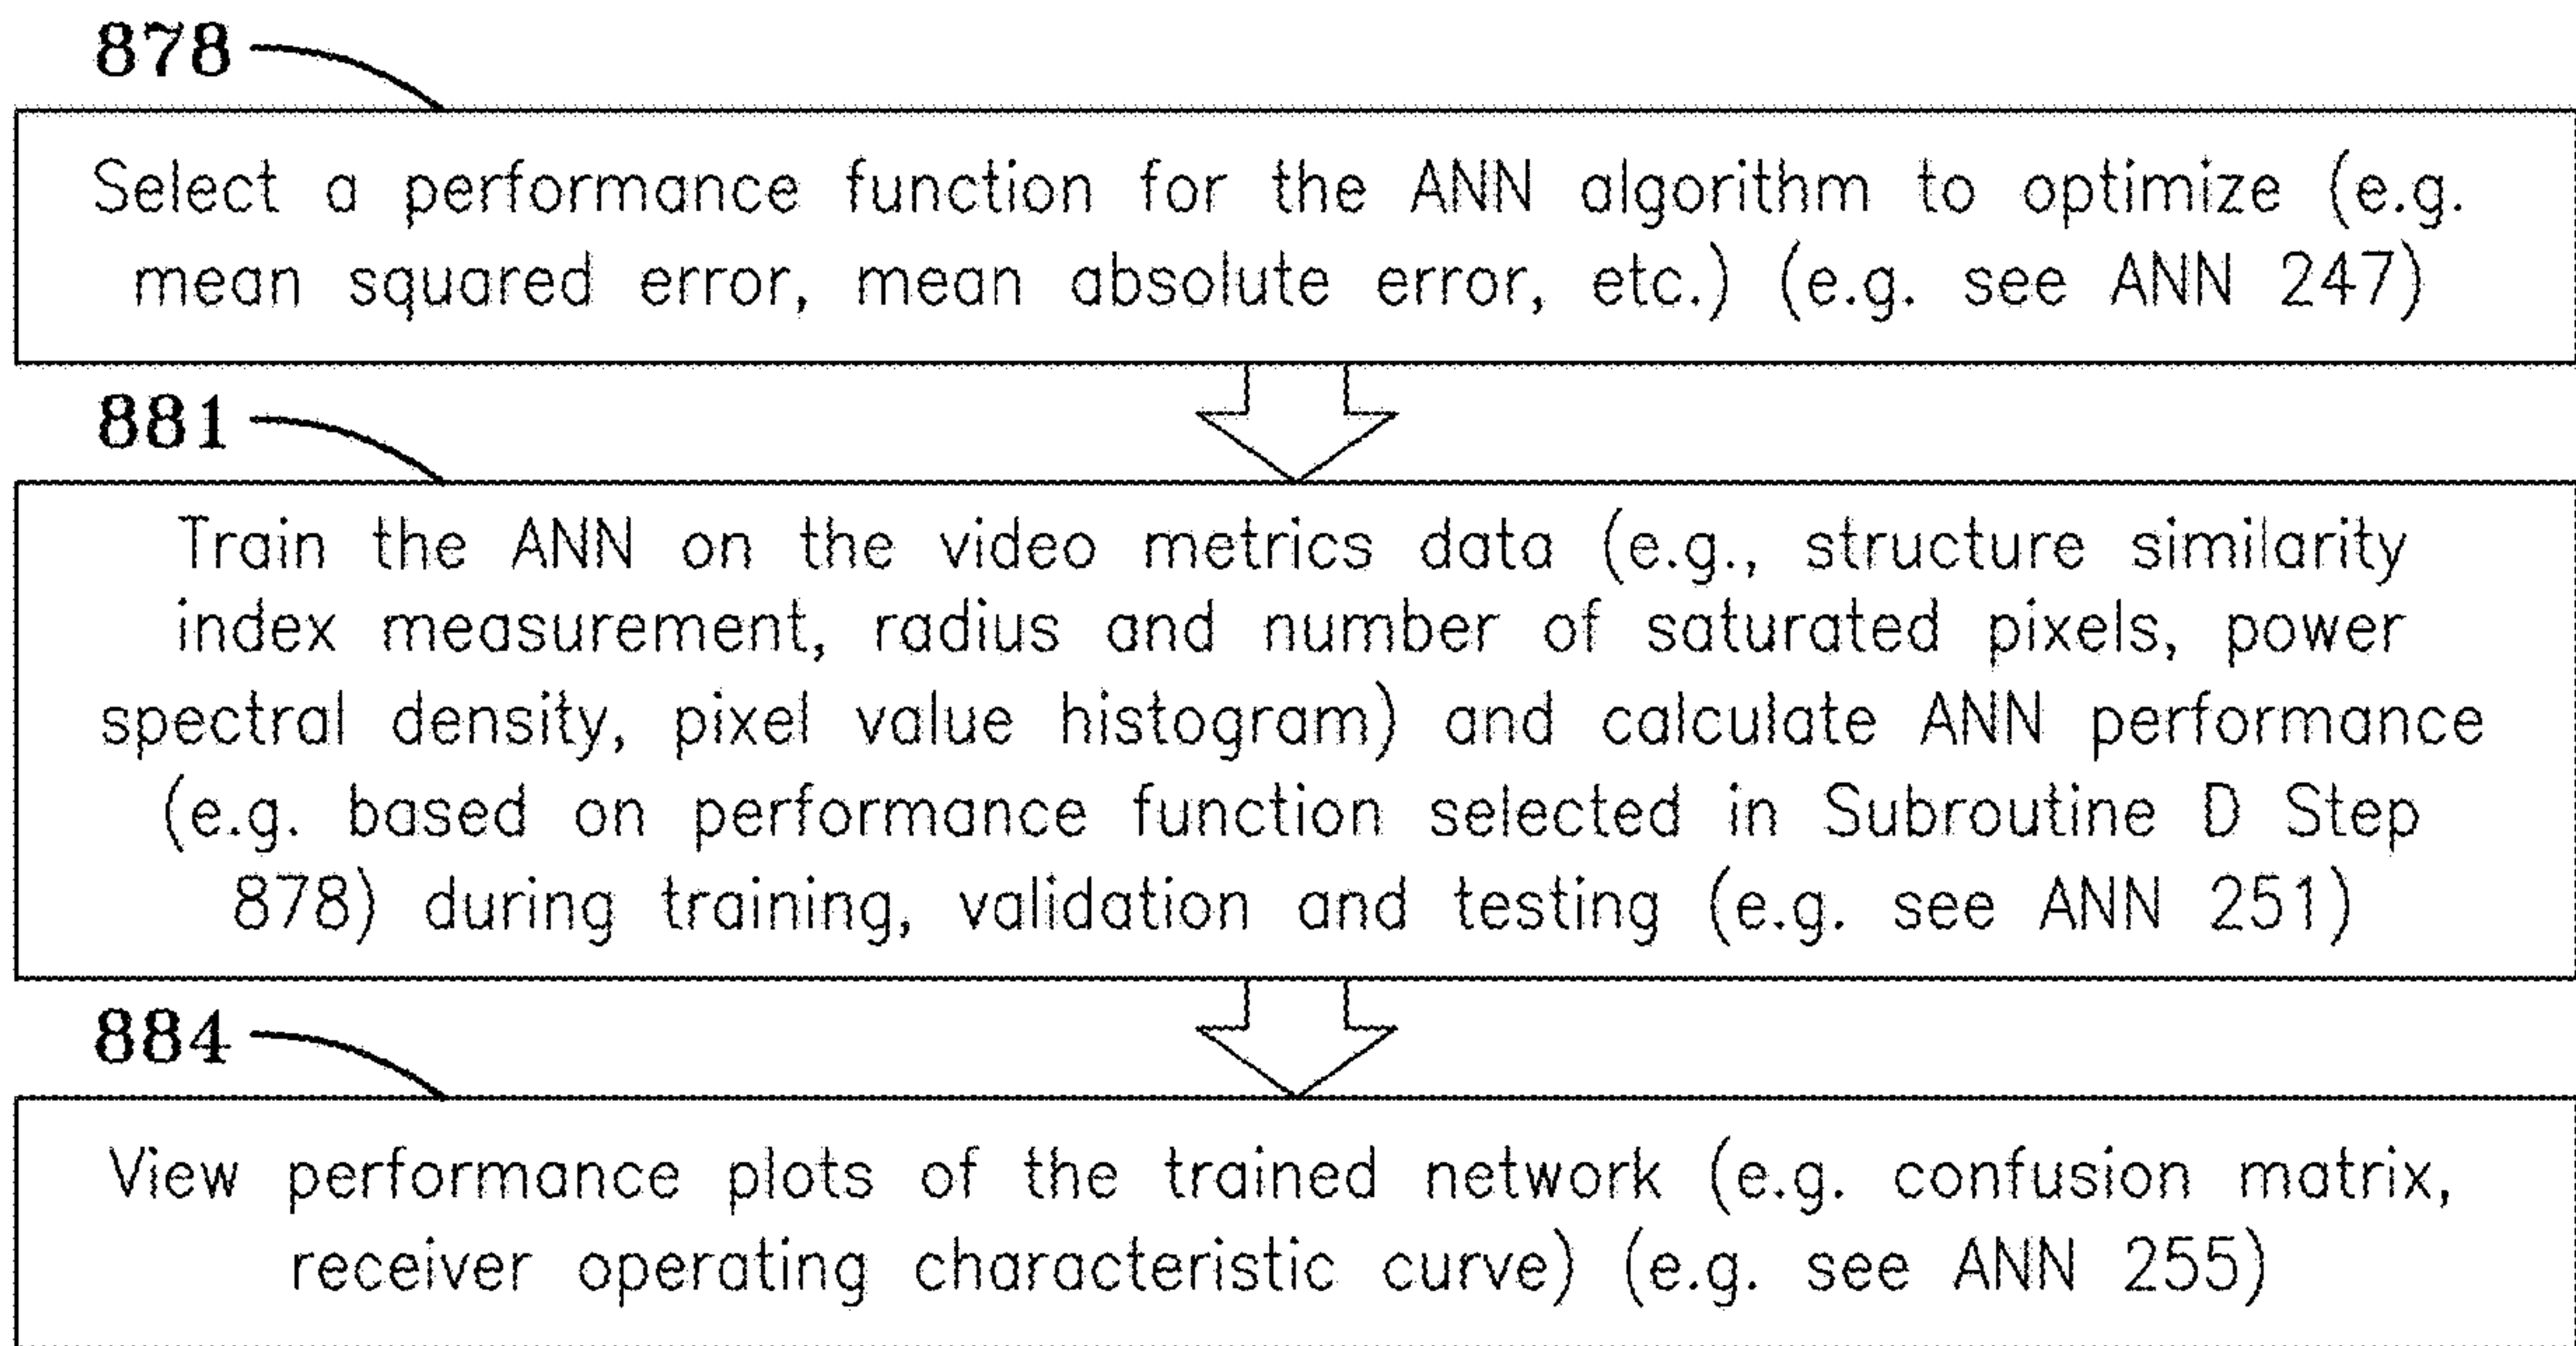 878
Select a performance function for the ANN algorithm to optimize (e.g.
mean squared error, mean absolute error, etc.) (e.g. see ANN 247)
881
Train the ANN on the video metrics data (e.g., structure similarity
index measurement, radius and number of saturated pixels, power
spectral density, pixel value histogram) and calculate ANN performance
(e.g. based on performance function selected in Subroutine D Step
878) during training, validation and testing (e.g. see ANN 251)
884
View performance plots of the trained network (e.g. confusion matrix,
receiver operating characteristic curve) (e.g. see ANN 255)